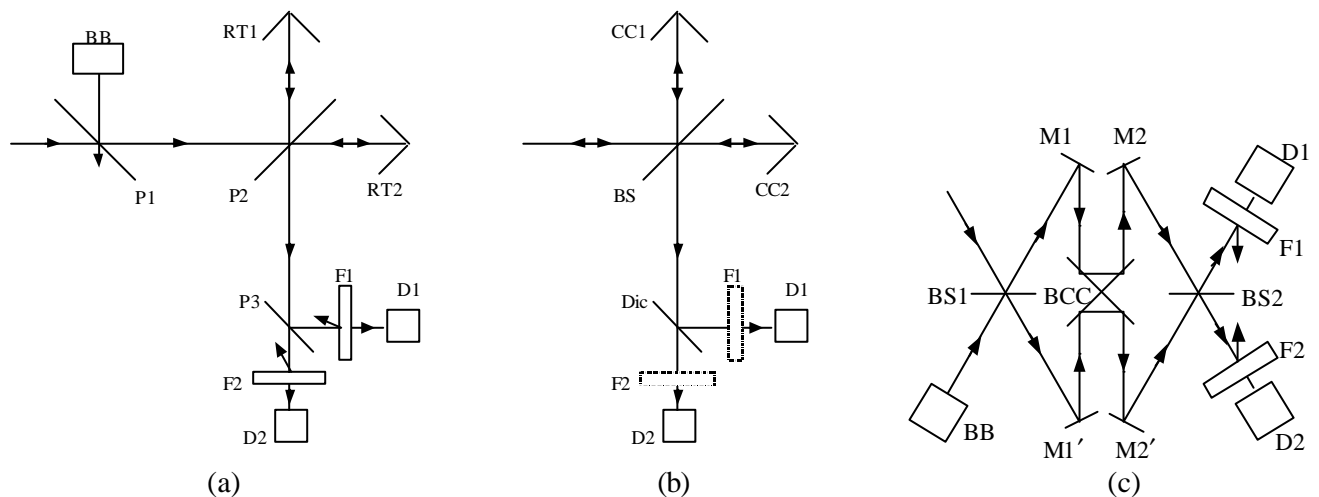 BB
RT1
P1
P2
RT2
P3
F1
D1
F2
D2
(a)
CC1
BS
CC2
Dic
F1
D1
F2
D2
(b)
M1
M2
D1
F1
BS1
BCC
BS2
F2
BB
D2
M1′
M2′
(c)